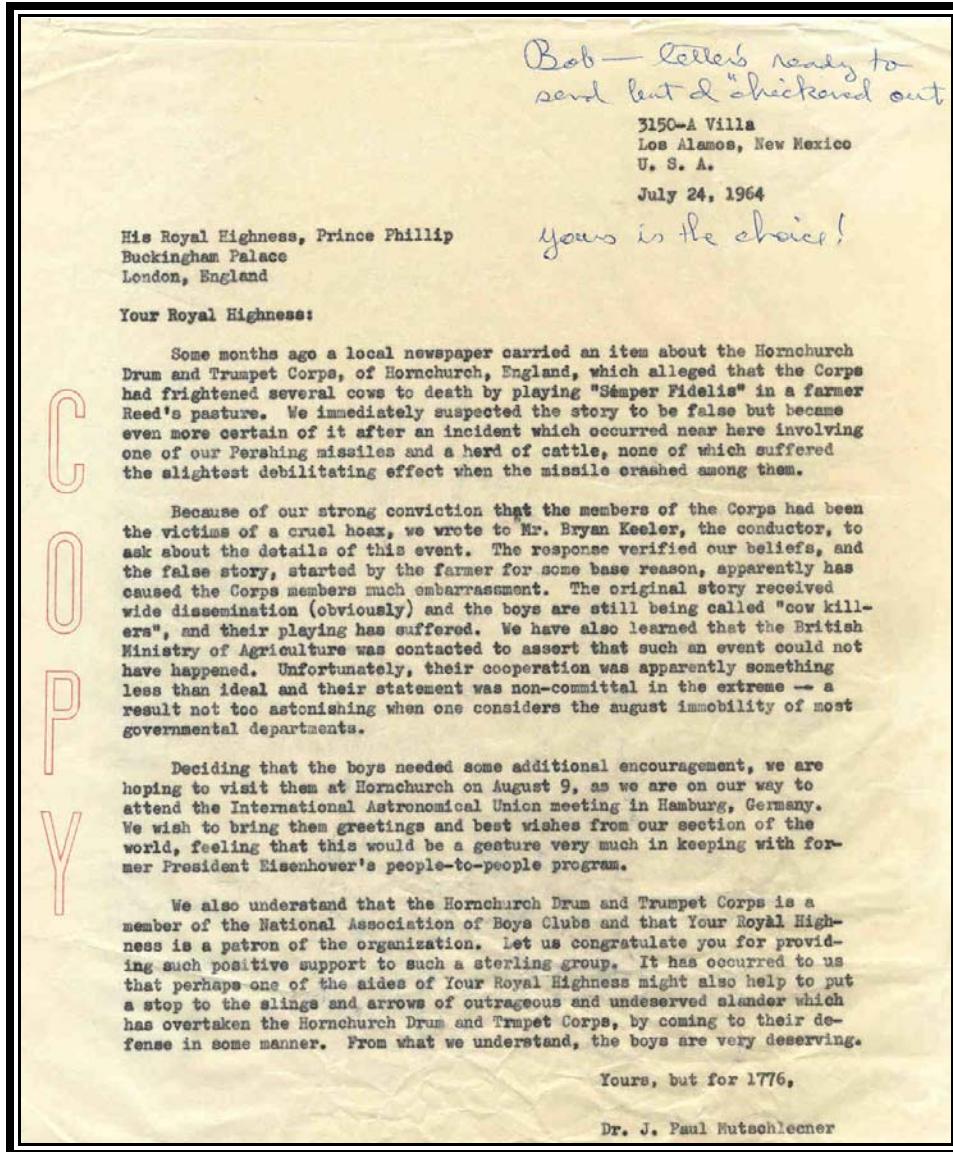 Bob — letter's ready to
send but I "chickened out
3150-A Villa
Los Alamos, New Mexico
U. S. A.
July 24, 1964
yours is the choice!
His Royal Highness, Prince Phillip
Buckingham Palace
London, England
Your Royal Highness:
Some months ago a local newspaper carried an item about the Hornchurch
Drum and Trumpet Corps, of Hornchurch, England, which alleged that the Corps
had frightened several cows to death by playing "Semper Fidelis" in a farmer
Reed's pasture. We immediately suspected the story to be false but became
even more certain of it after an incident which occurred near here involving
one of our Pershing missiles and a herd of cattle, none of which suffered
the slightest debilitating effect when the missile crashed among them.
Because of our strong conviction that the members of the Corps had been
the victims of a cruel hoax, we wrote to Mr. Bryan Keeler, the conductor, to
ask about the details of this event. The response verified our beliefs, and
the false story, started by the farmer for some base reason, apparently has
caused the Corps members much embarrassment. The original story received
wide dissemination (obviously) and the boys are still being called "cow kill-
ers", and their playing has suffered. We have also learned that the British
Ministry of Agriculture was contacted to assert that such an event could not
have happened. Unfortunately, their cooperation was apparently something
less than ideal and their statement was non-committal in the extreme -- a
result not too astonishing when one considers the august immobility of most
governmental departments.
Deciding that the boys needed some additional encouragement, we are
hoping to visit them at Hornchurch on August 9, as we are on our way to
attend the International Astronomical Union meeting in Hamburg, Germany.
We wish to bring them greetings and best wishes from our section of the
world, feeling that this would be a gesture very much in keeping with for-
mer President Eisenhower's people-to-people program.
We also understand that the Hornchurch Drum and Trumpet Corps is a
member of the National Association of Boys Clubs and that Your Royal High-
ness is a patron of the organization. Let us congratulate you for provid-
ing such positive support to such a sterling group. It has occurred to us
that perhaps one of the aides of Your Royal Highness might also help to put
a stop to the slings and arrows of outrageous and undeserved slander which
has overtaken the Hornchurch Drum and Trmpet Corps, by coming to their de-
fense in some manner. From what we understand, the boys are very deserving.
Yours, but for 1776,
Dr. J. Paul Mutschlecner
COPY